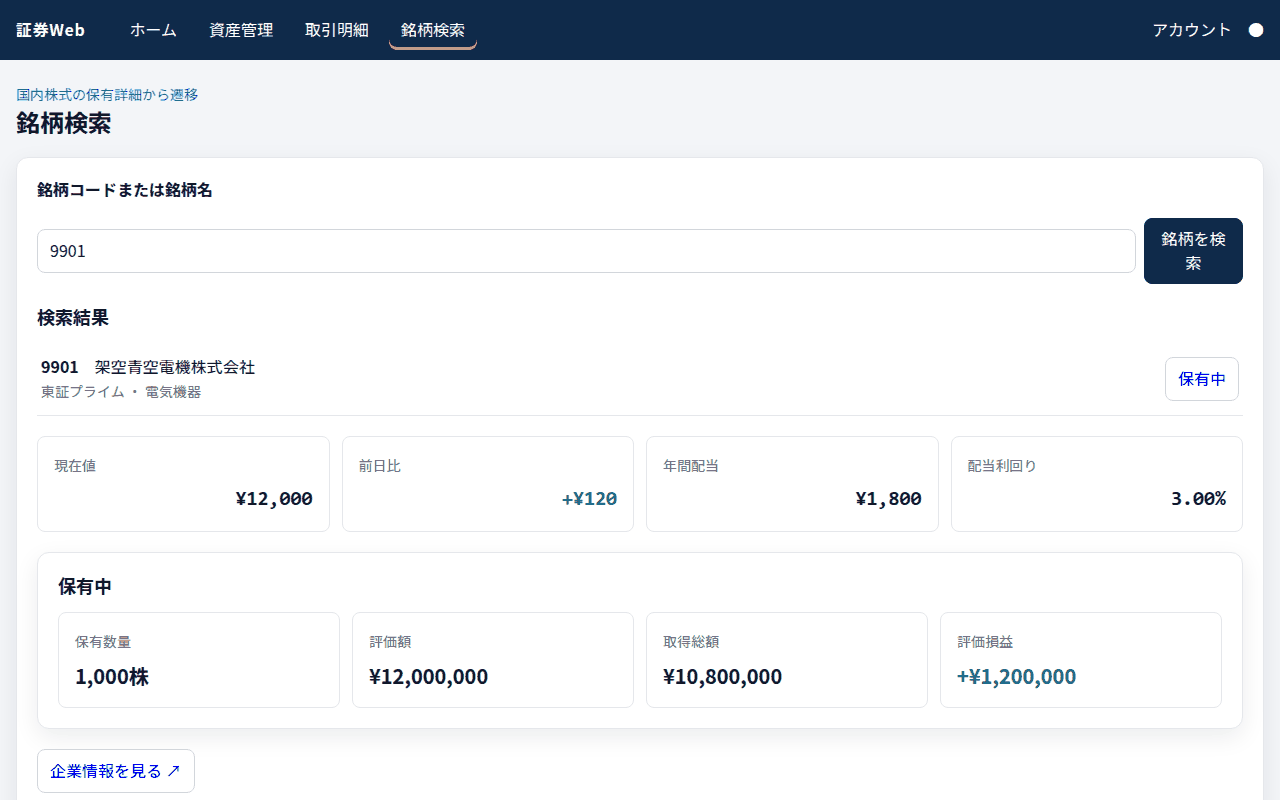 証券Web ホーム 資産管理 取引明細 銘柄検索 アカウント
国内株式の保有詳細から遷移
銘柄検索
銘柄コードまたは銘柄名
9901
銘柄を検
索
検索結果
9901 架空青空電機株式会社
東証プライム ・ 電気機器
保有中
現在値
¥12,000
前日比
+¥120
年間配当
¥1,800
配当利回り
3.00%
保有中
保有数量
1,000株
評価額
¥12,000,000
取得総額
¥10,800,000
評価損益
+¥1,200,000
企業情報を見る ↗